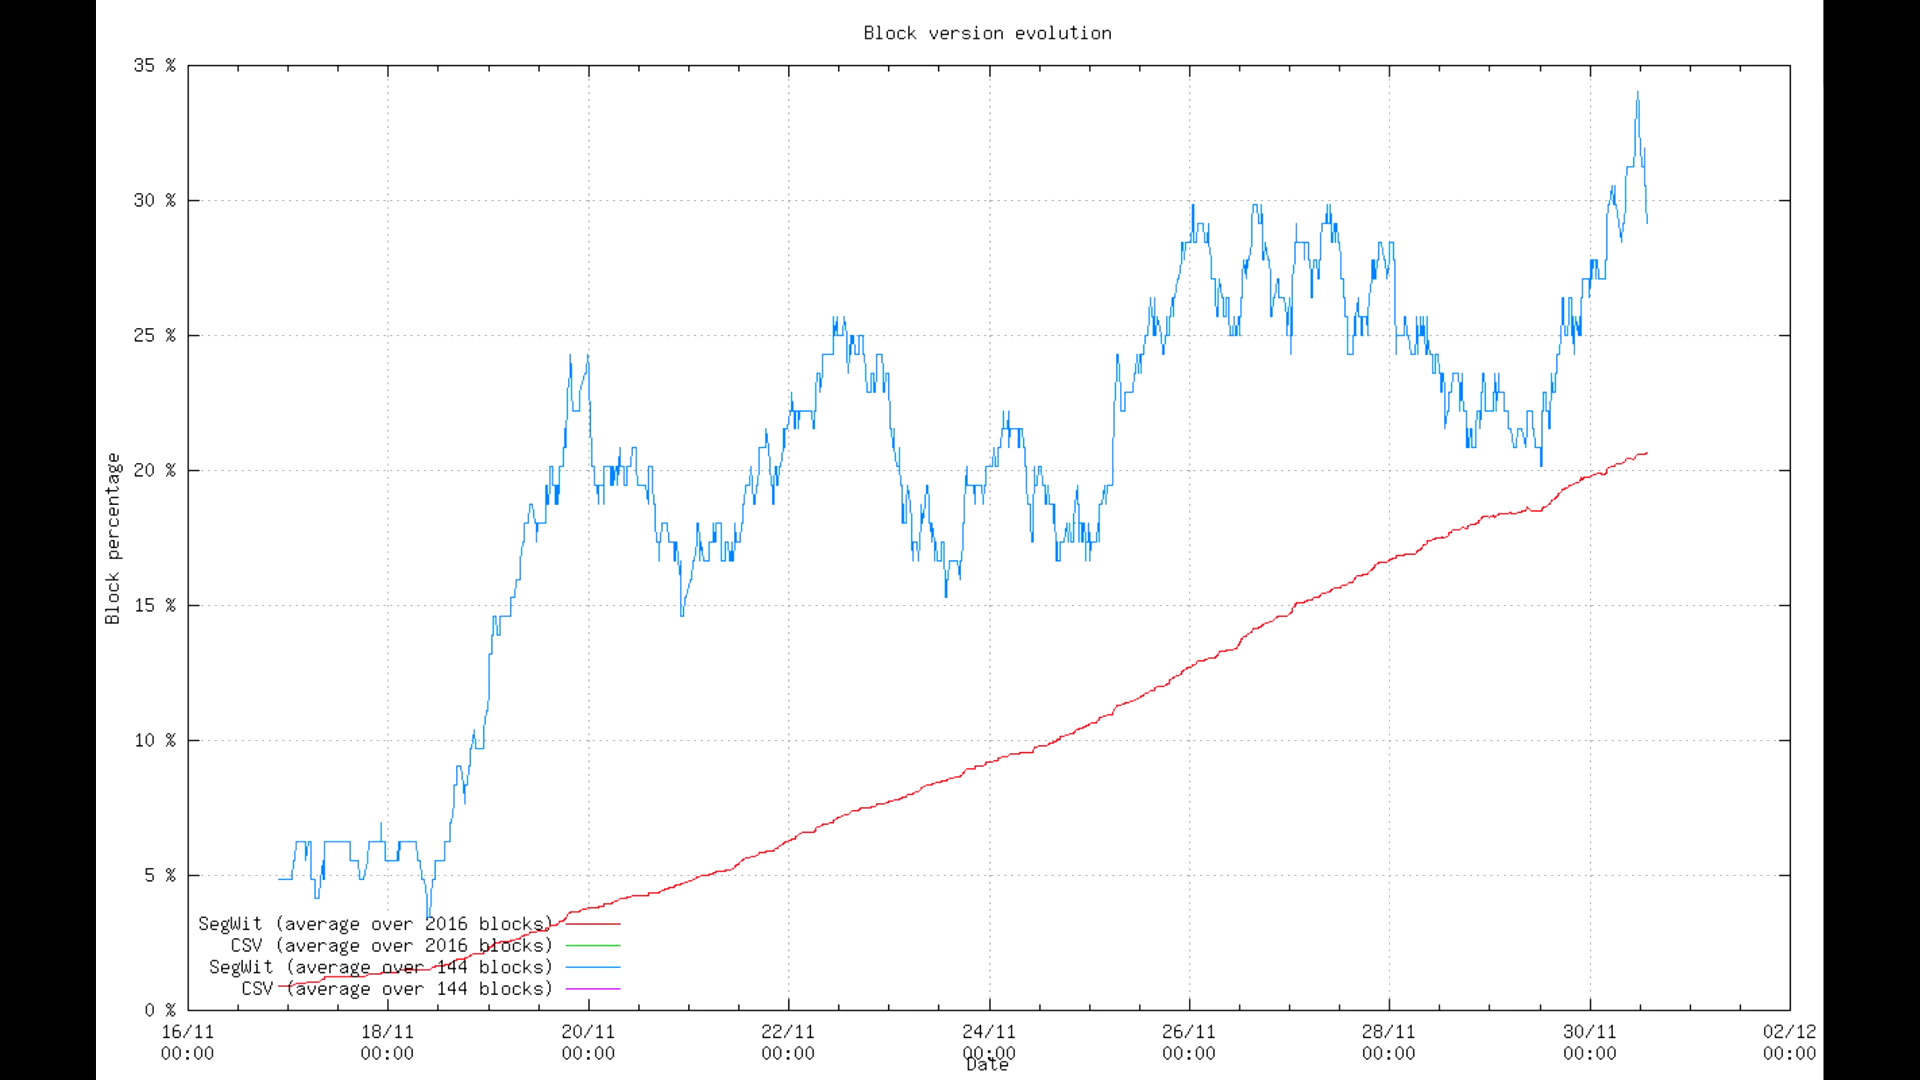 Block version evolution
35 %
30 %
25 %
20 %
15 %
10 %
5 %
0 %
Block percentage
SegWit (average over 2016 blocks)
CSV (average over 2016 blocks)
SegWit (average over 144 blocks)
CSV (average over 144 blocks)
16/11 18/11 20/11 22/11 24/11 26/11 28/11 30/11 02/12
00:00 00:00 00:00 00:00 00:00 00:00 00:00 00:00 00:00
Date